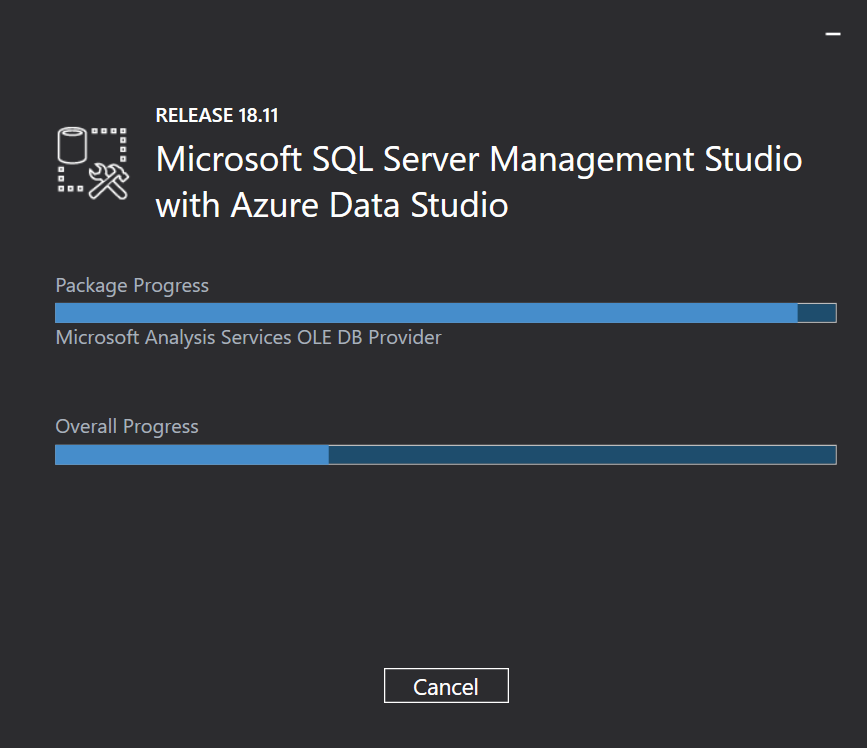 RELEASE 18.11
Microsoft SQL Server Management Studio
with Azure Data Studio
Package Progress
Microsoft Analysis Services OLE DB Provider
Overall Progress
Cancel